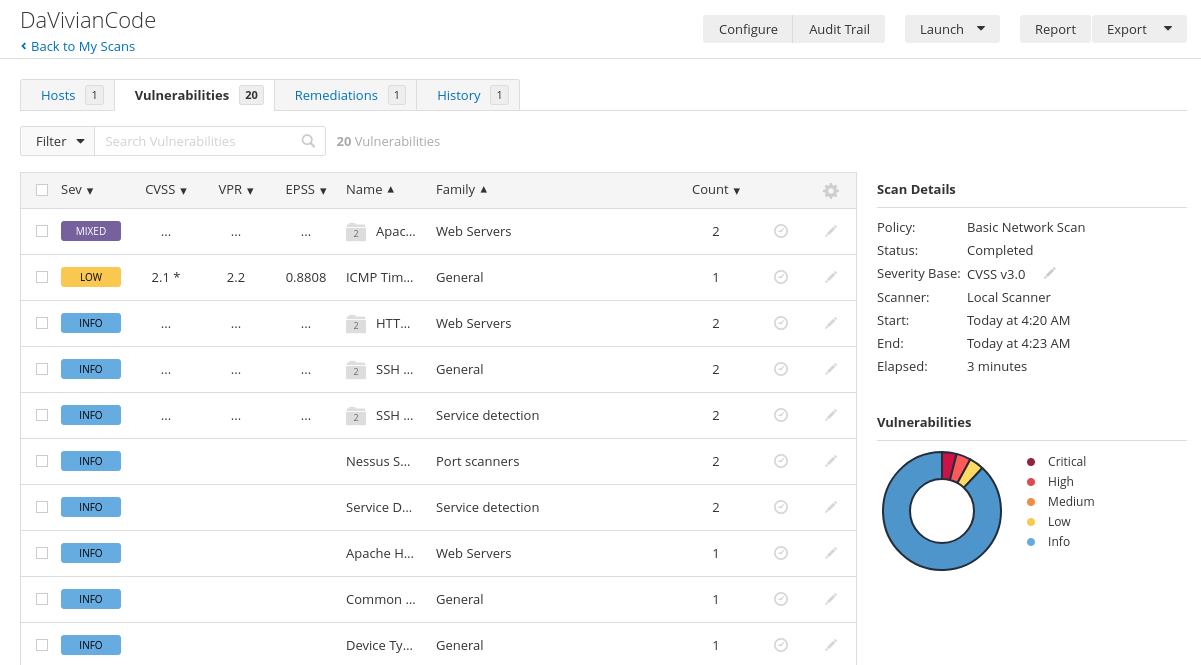 DaVivianCode
Back to My Scans
Configure Audit Trail Launch Report Export
Hosts 1 Vulnerabilities 20 Remediations 1 History 1
Filter Search Vulnerabilities 20 Vulnerabilities
Sev CVSS VPR EPSS Name Family Count
MIXED ... ... ... 2 Apac... Web Servers 2
LOW 2.1 * 2.2 0.8808 ICMP Tim... General 1
INFO ... ... ... 2 HTT... Web Servers 2
INFO ... ... ... 2 SSH ... General 2
INFO ... ... ... 2 SSH ... Service detection 2
INFO Nessus S... Port scanners 2
INFO Service D... Service detection 2
INFO Apache H... Web Servers 1
INFO Common ... General 1
INFO Device Ty... General 1
Scan Details
Policy: Basic Network Scan
Status: Completed
Severity Base: CVSS v3.0
Scanner: Local Scanner
Start: Today at 4:20 AM
End: Today at 4:23 AM
Elapsed: 3 minutes
Vulnerabilities
Critical
High
Medium
Low
Info